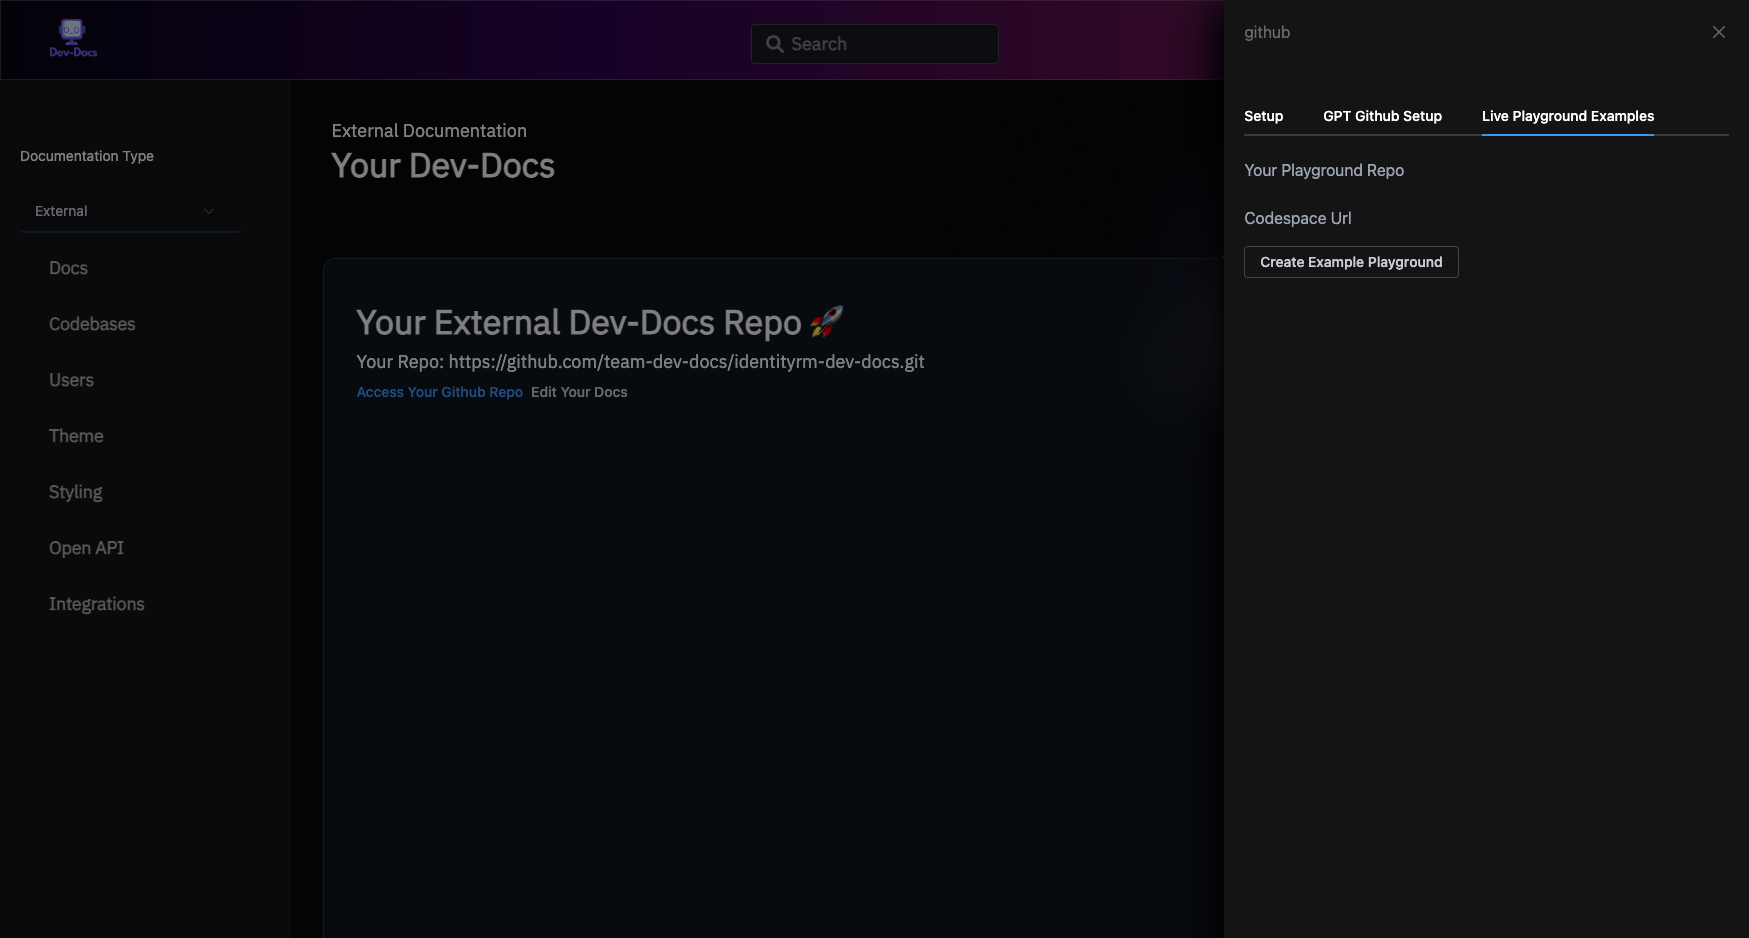 Dev-Docs
Search
Documentation Type
External
Docs
Codebases
Users
Theme
Styling
Open API
Integrations
External Documentation
Your Dev-Docs
Your External Dev-Docs Repo 🚀
Your Repo: https://github.com/team-dev-docs/identityrm-dev-docs.git
Access Your Github Repo Edit Your Docs
github
Setup GPT Github Setup Live Playground Examples
Your Playground Repo
Codespace Url
Create Example Playground